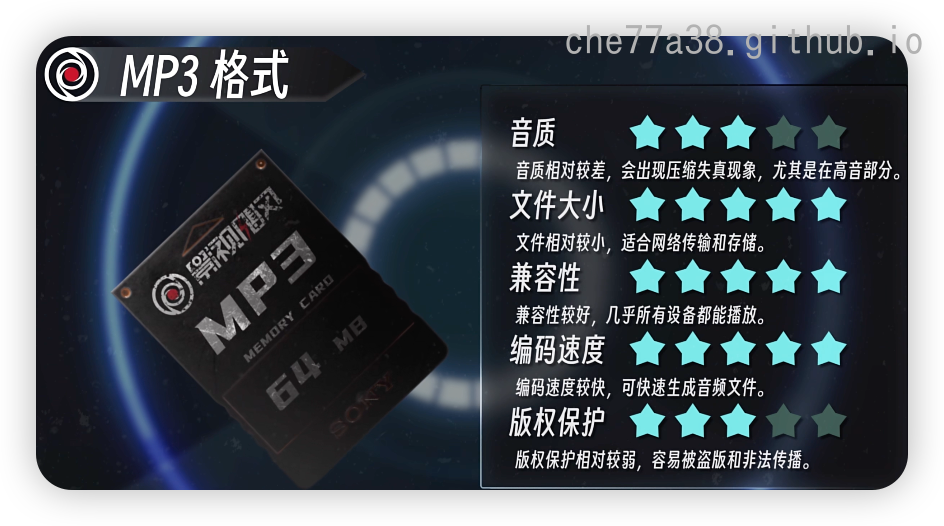 che77a38.github.io
MP3 格式
音质
音质相对较差，会出现压缩失真现象，尤其是在高音部分。
文件大小
文件相对较小，适合网络传输和存储。
兼容性
兼容性较好，几乎所有设备都能播放。
编码速度
编码速度较快，可快速生成音频文件。
版权保护
版权保护相对较弱，容易被盗版和非法传播。
MP3
MEMORY CARD
64 MB
SONY